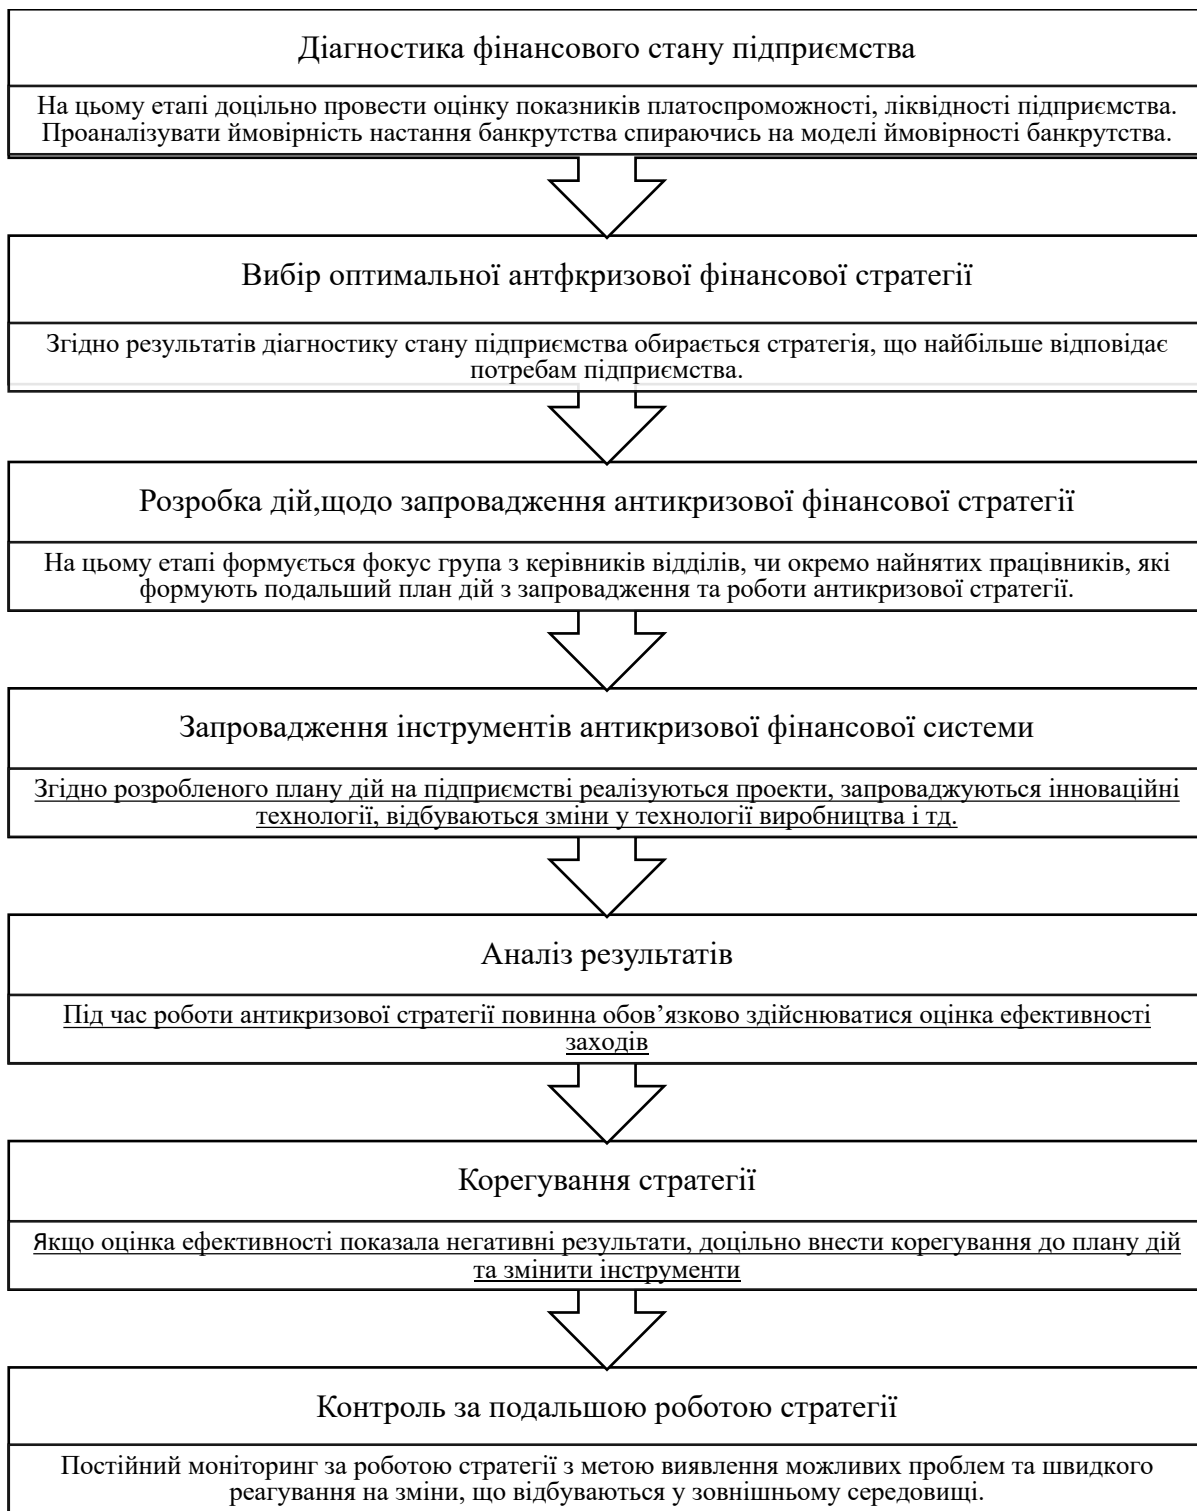 Діагностика фінансового стану підприємства
На цьому етапі доцільно провести оцінку показників платоспроможності, ліквідності підприємства.
Проаналізувати ймовірність настання банкрутства спираючись на моделі ймовірності банкрутства.
Вибір оптимальної антфкризової фінансової стратегії
Згідно результатів діагностику стану підприємства обирається стратегія, що найбільше відповідає
потребам підприємства.
Розробка дій,щодо запровадження антикризової фінансової стратегії
На цьому етапі формується фокус група з керівників відділів, чи окремо найнятих працівників, які
формують подальший план дій з запровадження та роботи антикризової стратегії.
Запровадження інструментів антикризової фінансової системи
Згідно розробленого плану дій на підприємстві реалізуються проекти, запроваджуються інноваційні
технології, відбуваються зміни у технології виробництва і тд.
Аналіз результатів
Під час роботи антикризової стратегії повинна обов’язково здійснюватися оцінка ефективності
заходів
Корегування стратегії
Якщо оцінка ефективності показала негативні результати, доцільно внести корегування до плану дій
та змінити інструменти
Контроль за подальшою роботою стратегії
Постійний моніторинг за роботою стратегії з метою виявлення можливих проблем та швидкого
реагування на зміни, що відбуваються у зовнішньому середовищі.